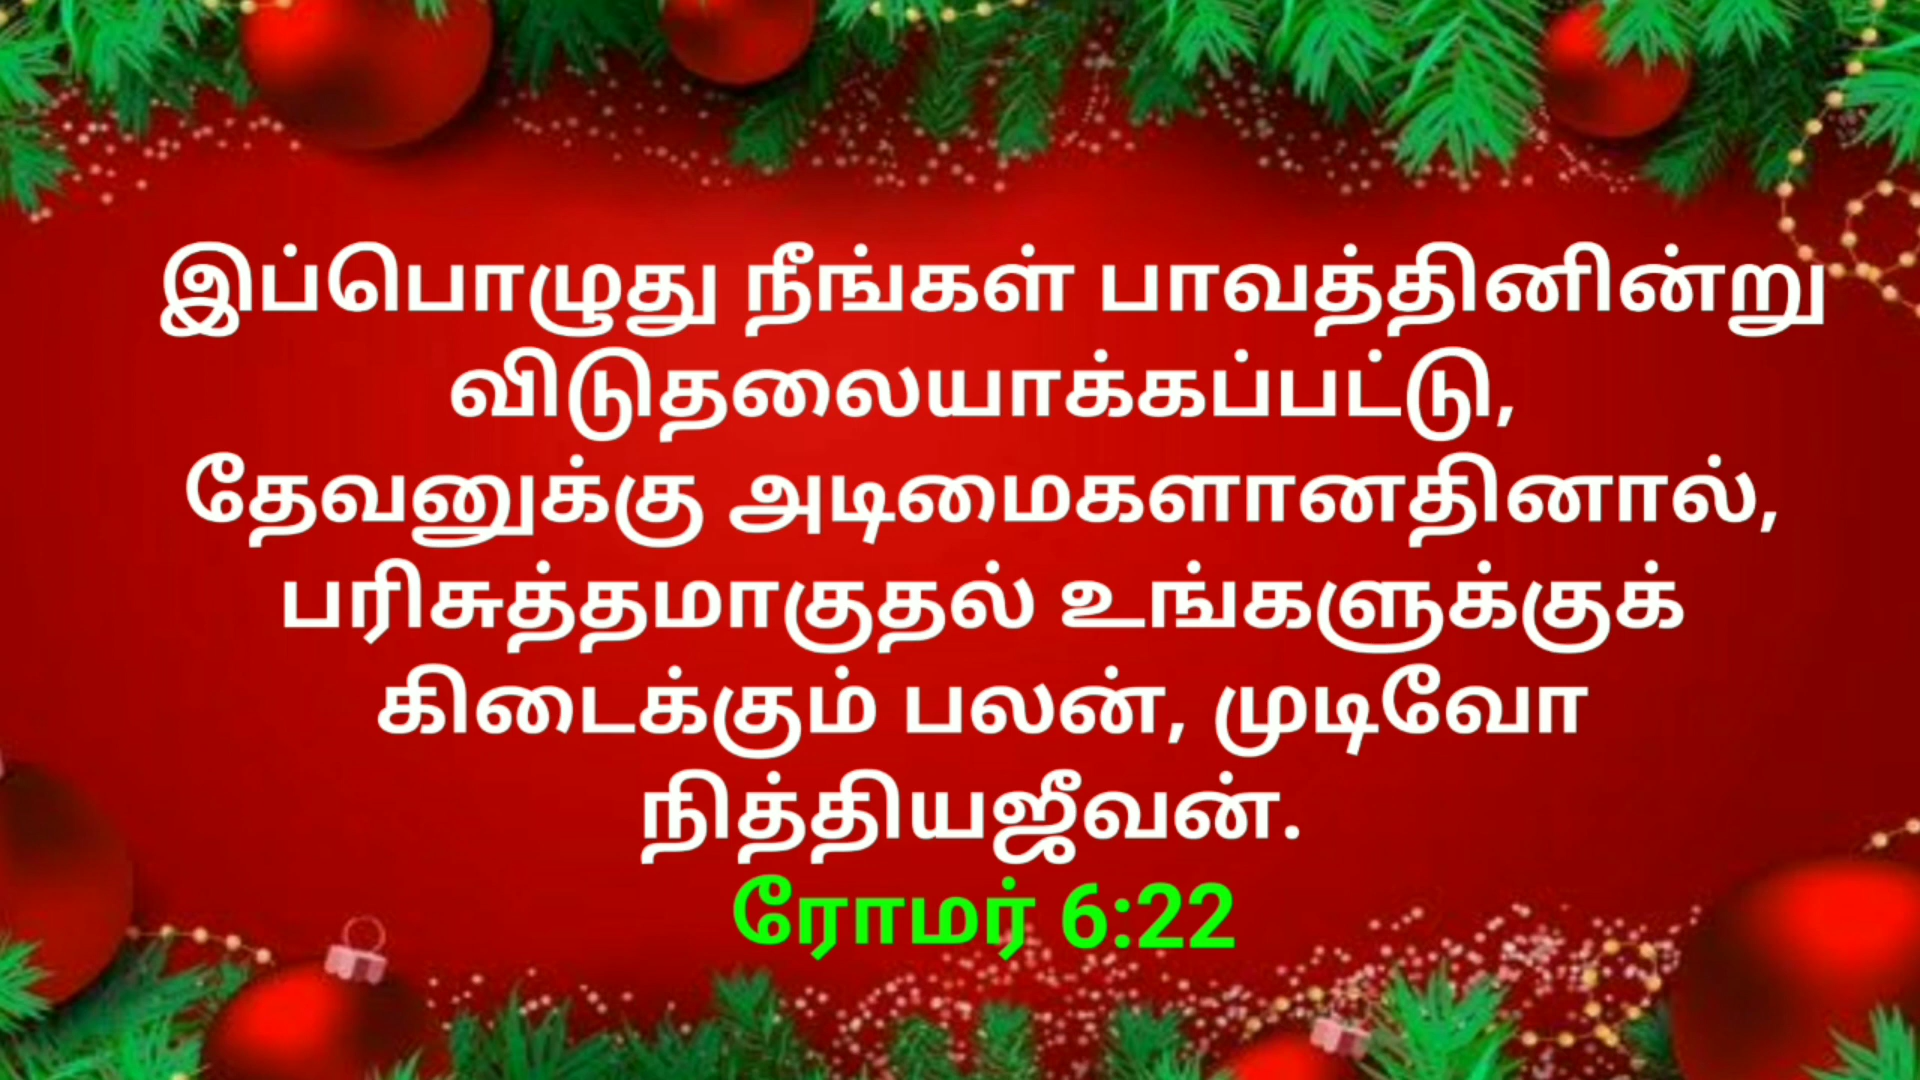 இப்பொழுது நீங்கள் பாவத்தினின்று
விடுதலையாக்கப்பட்டு,
தேவனுக்கு அடிமைகளானதினால்,
பரிசுத்தமாகுதல் உங்களுக்குக்
கிடைக்கும் பலன், முடிவோ
நித்தியஜீவன்.
ரோமர் 6:22